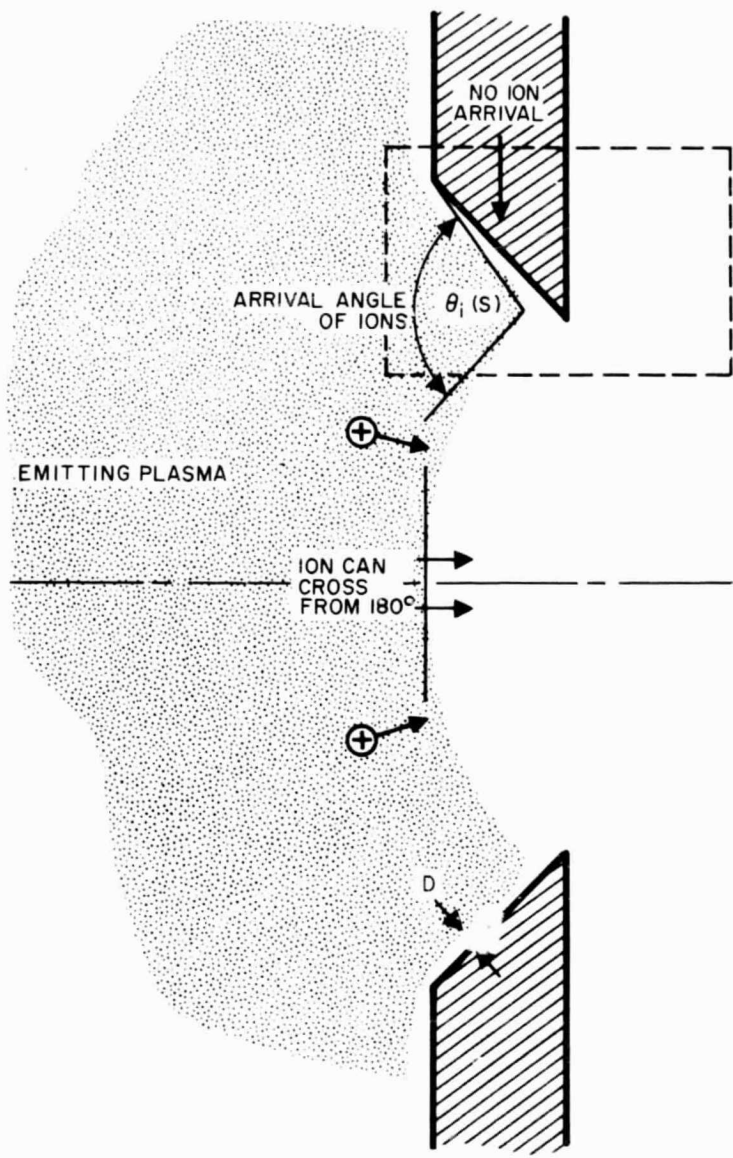 NO ION
ARRIVAL
ARRIVAL ANGLE
OF IONS
θi (S)
EMITTING PLASMA
ION CAN
CROSS
FROM 180°
D